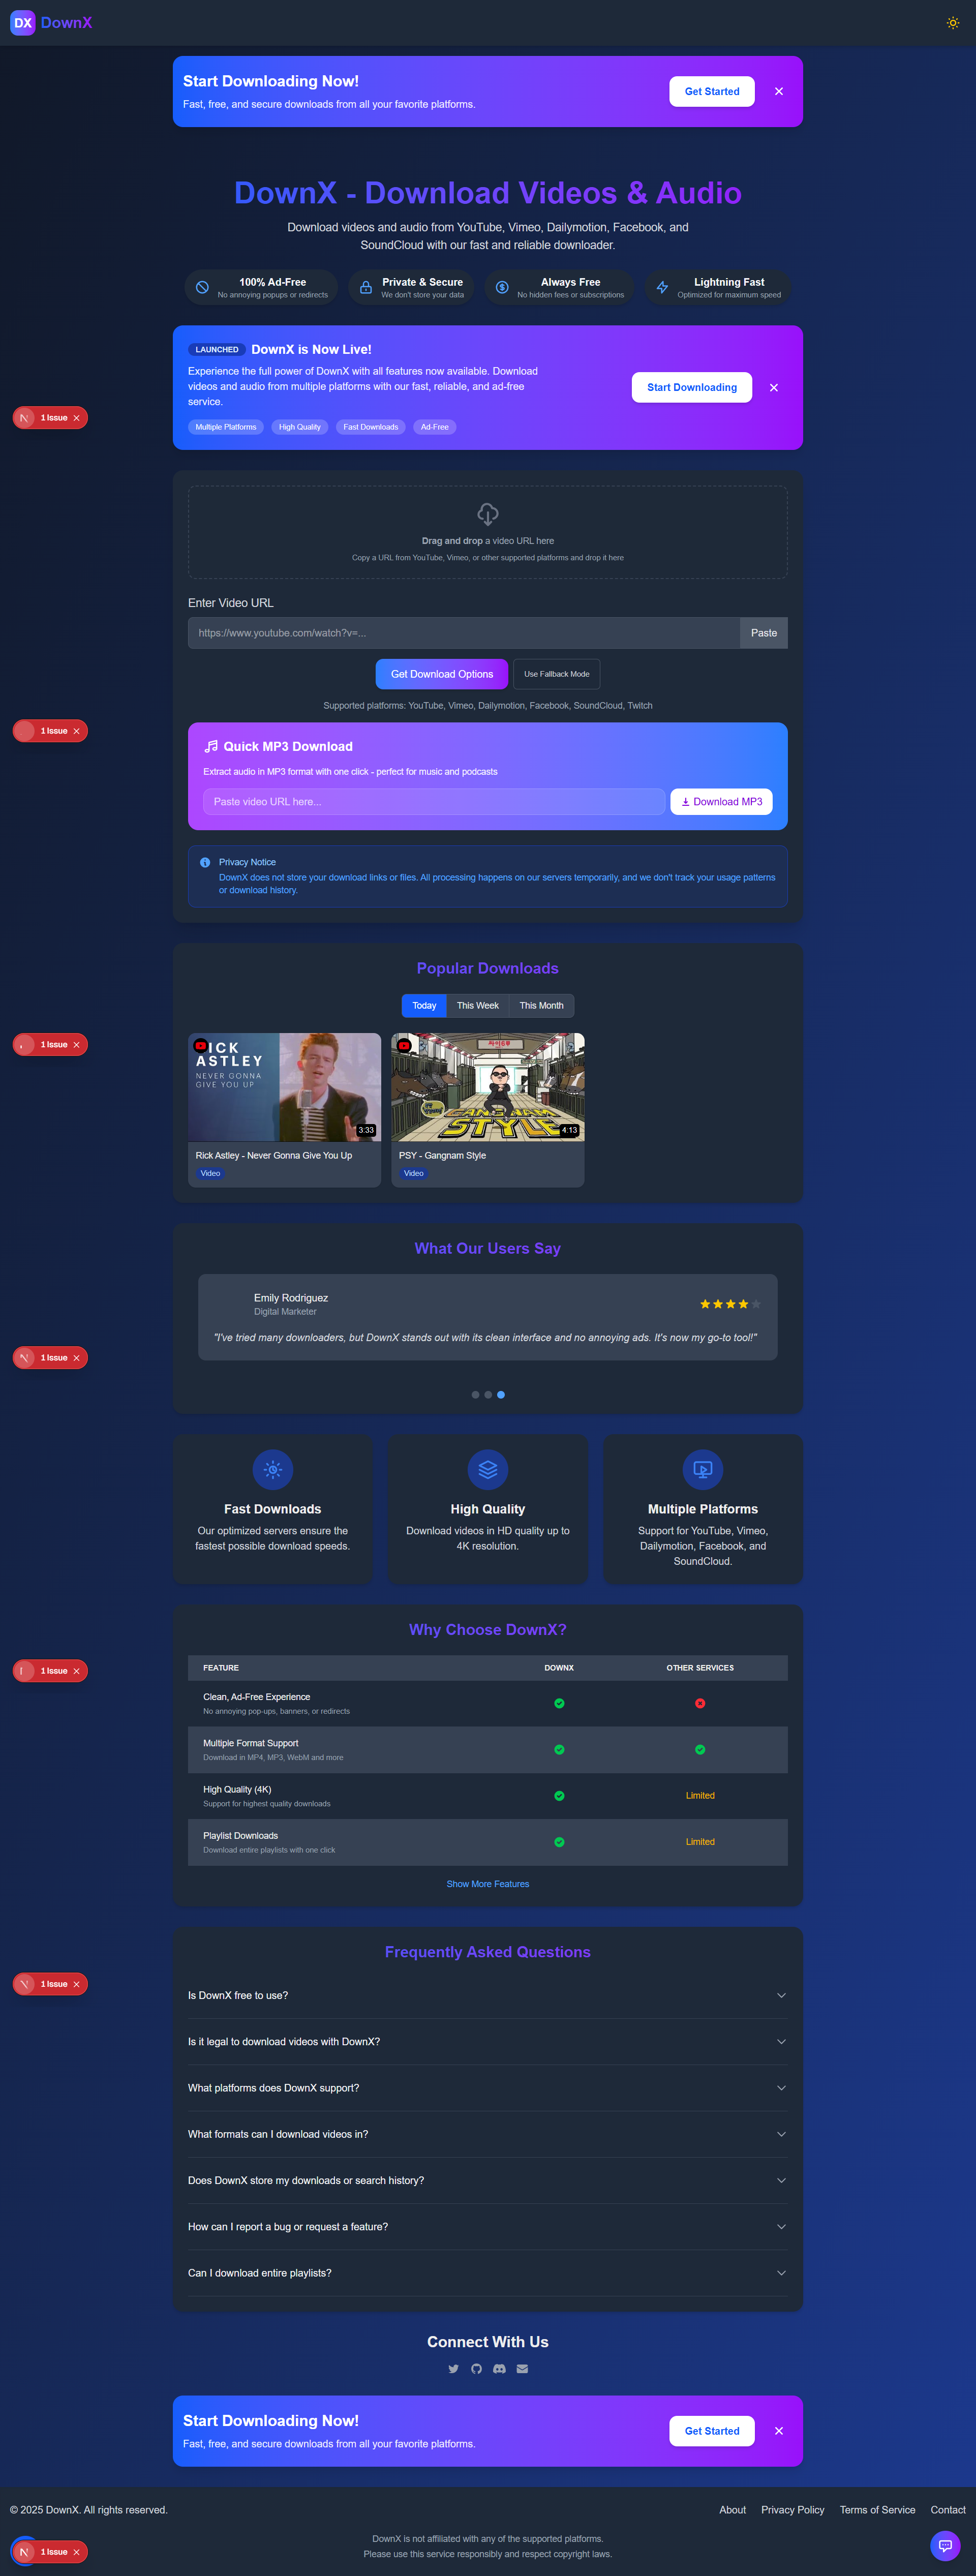 DX DownX
Start Downloading Now!
Fast, free, and secure downloads from all your favorite platforms.
Get Started
DownX - Download Videos & Audio
Download videos and audio from YouTube, Vimeo, Dailymotion, Facebook, and
SoundCloud with our fast and reliable downloader.
100% Ad-Free
No annoying popups or redirects
Private & Secure
We don't store your data
Always Free
No hidden fees or subscriptions
Lightning Fast
Optimized for maximum speed
LAUNCHED DownX is Now Live!
Experience the full power of DownX with all features now available. Download
videos and audio from multiple platforms with our fast, reliable, and ad-free
service.
Multiple Platforms
High Quality
Fast Downloads
Ad-Free
Start Downloading
1 Issue
Drag and drop a video URL here
Copy a URL from YouTube, Vimeo, or other supported platforms and drop it here
Enter Video URL
https://www.youtube.com/watch?v=...
Paste
Get Download Options
Use Fallback Mode
Supported platforms: YouTube, Vimeo, Dailymotion, Facebook, SoundCloud, Twitch
1 Issue
Quick MP3 Download
Extract audio in MP3 format with one click - perfect for music and podcasts
Paste video URL here...
Download MP3
Privacy Notice
DownX does not store your download links or files. All processing happens on our servers temporarily, and we don't track your usage patterns
or download history.
Popular Downloads
Today
This Week
This Month
1 Issue
RICK
ASTLEY
NEVER GONNA
GIVE YOU UP
3:33
GANGNAM
STYLE
4:13
Rick Astley - Never Gonna Give You Up
Video
PSY - Gangnam Style
Video
What Our Users Say
Emily Rodriguez
Digital Marketer
"I've tried many downloaders, but DownX stands out with its clean interface and no annoying ads. It's now my go-to tool!"
1 Issue
Fast Downloads
Our optimized servers ensure the
fastest possible download speeds.
High Quality
Download videos in HD quality up to
4K resolution.
Multiple Platforms
Support for YouTube, Vimeo,
Dailymotion, Facebook, and
SoundCloud.
Why Choose DownX?
FEATURE DOWNX OTHER SERVICES
1 Issue
Clean, Ad-Free Experience
No annoying pop-ups, banners, or redirects
Multiple Format Support
Download in MP4, MP3, WebM and more
High Quality (4K)
Support for highest quality downloads
Limited
Playlist Downloads
Download entire playlists with one click
Limited
Show More Features
Frequently Asked Questions
1 Issue
Is DownX free to use?
Is it legal to download videos with DownX?
What platforms does DownX support?
What formats can I download videos in?
Does DownX store my downloads or search history?
How can I report a bug or request a feature?
Can I download entire playlists?
Connect With Us
Start Downloading Now!
Fast, free, and secure downloads from all your favorite platforms.
Get Started
© 2025 DownX. All rights reserved.
About
Privacy Policy
Terms of Service
Contact
DownX is not affiliated with any of the supported platforms.
Please use this service responsibly and respect copyright laws.
1 Issue